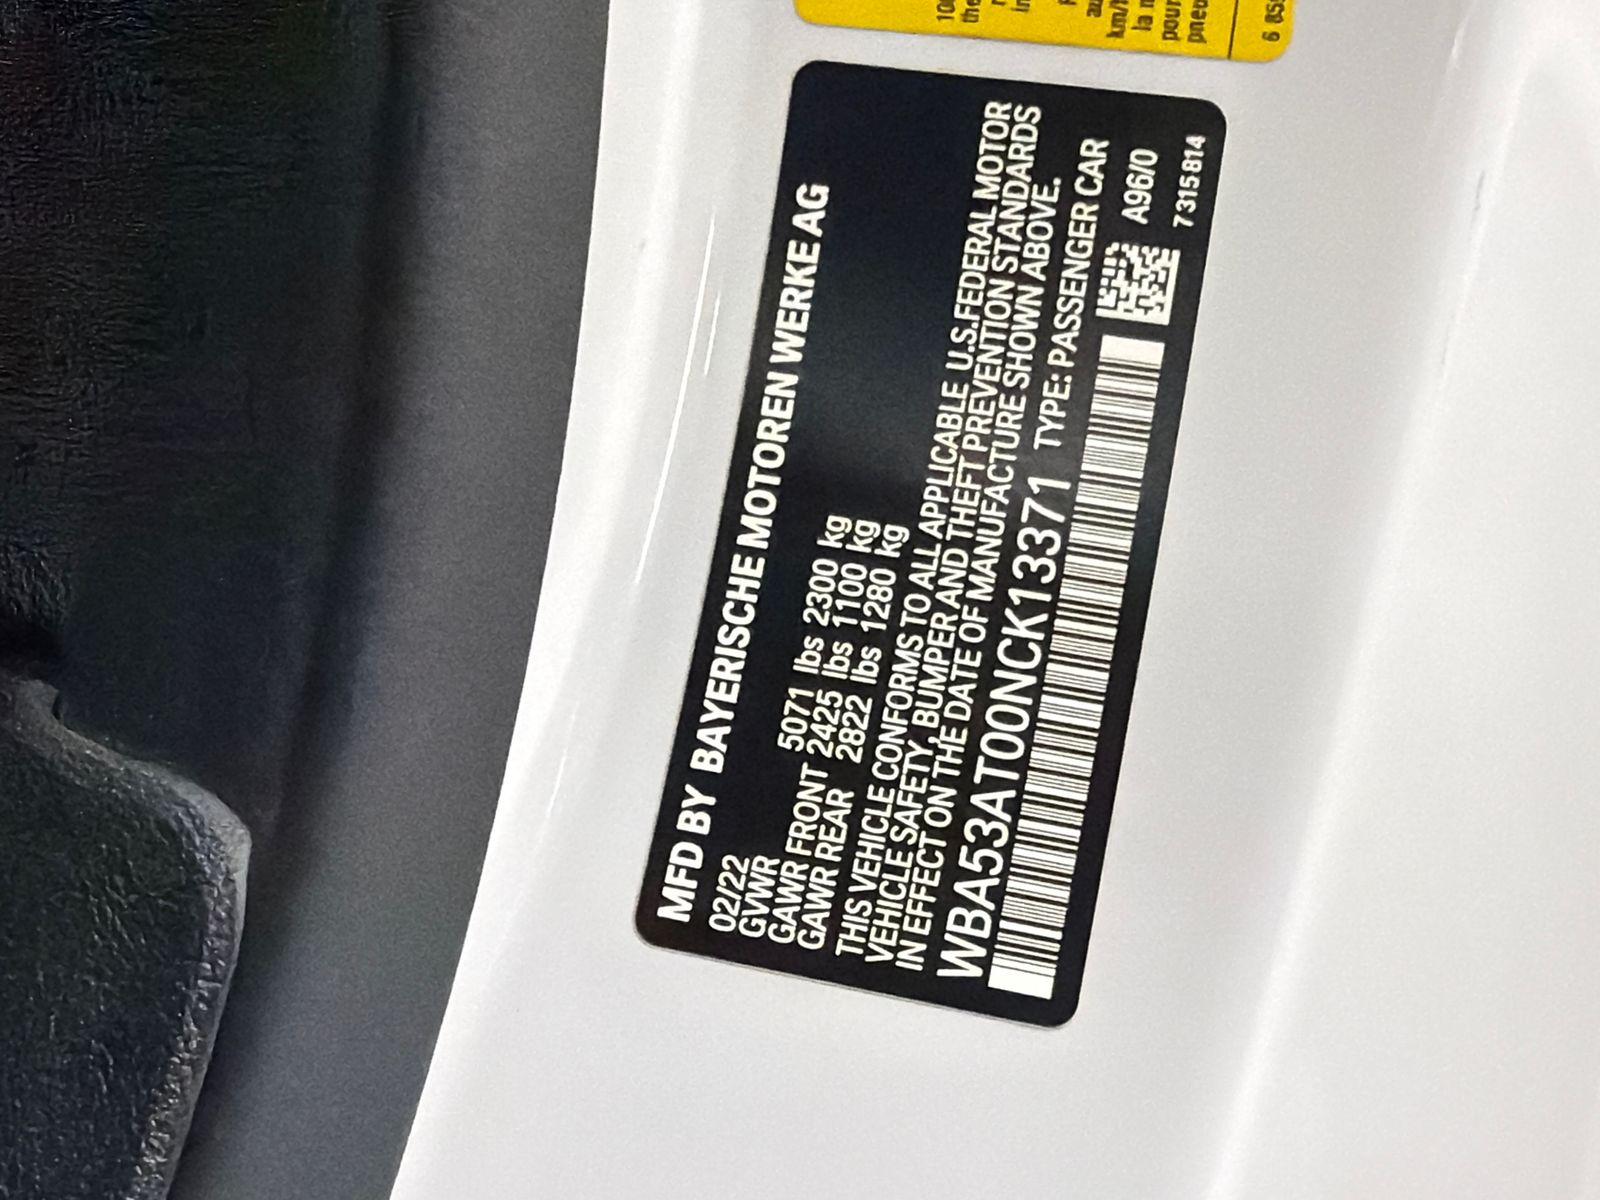 MFD BY BAYERISCHE MOTOREN WERKE AG
02/22
GVWR 5071 lbs 2300 kg
GAWR FRONT 2425 lbs 1100 kg
GAWR REAR 2822 lbs 1280 kg
THIS VEHICLE CONFORMS TO ALL APPLICABLE U.S.FEDERAL MOTOR
VEHICLE SAFETY, BUMPER AND THEFT PREVENTION STANDARDS
IN EFFECT ON THE DATE OF MANUFACTURE SHOWN ABOVE.
WBA53AT00NCK13371 TYPE: PASSENGER CAR
A96/0
7315814
la
pour